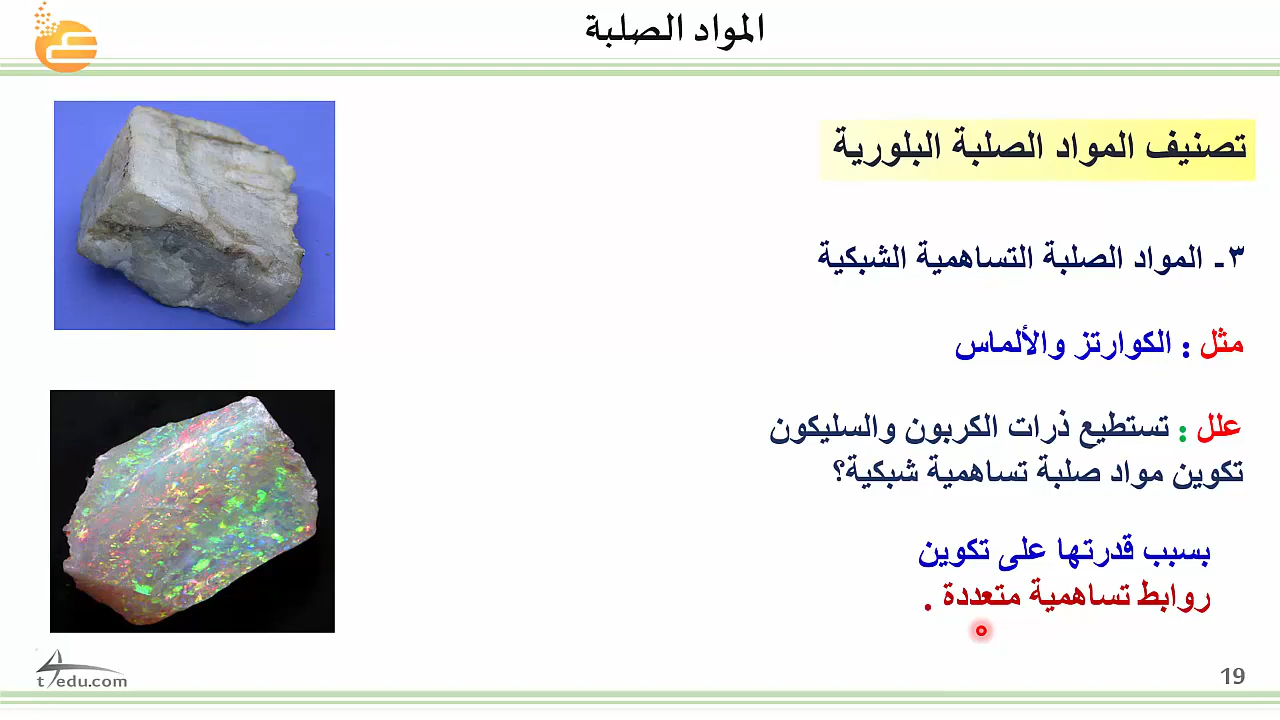 المواد الصلبة
تصنيف المواد الصلبة البلورية
٣- المواد الصلبة التساهمية الشبكية
مثل : الكوارتز والألماس
علل : تستطيع ذرات الكربون والسليكون
تكوين مواد صلبة تساهمية شبكية؟
بسبب قدرتها على تكوين
روابط تساهمية متعددة .
t4edu.com
19